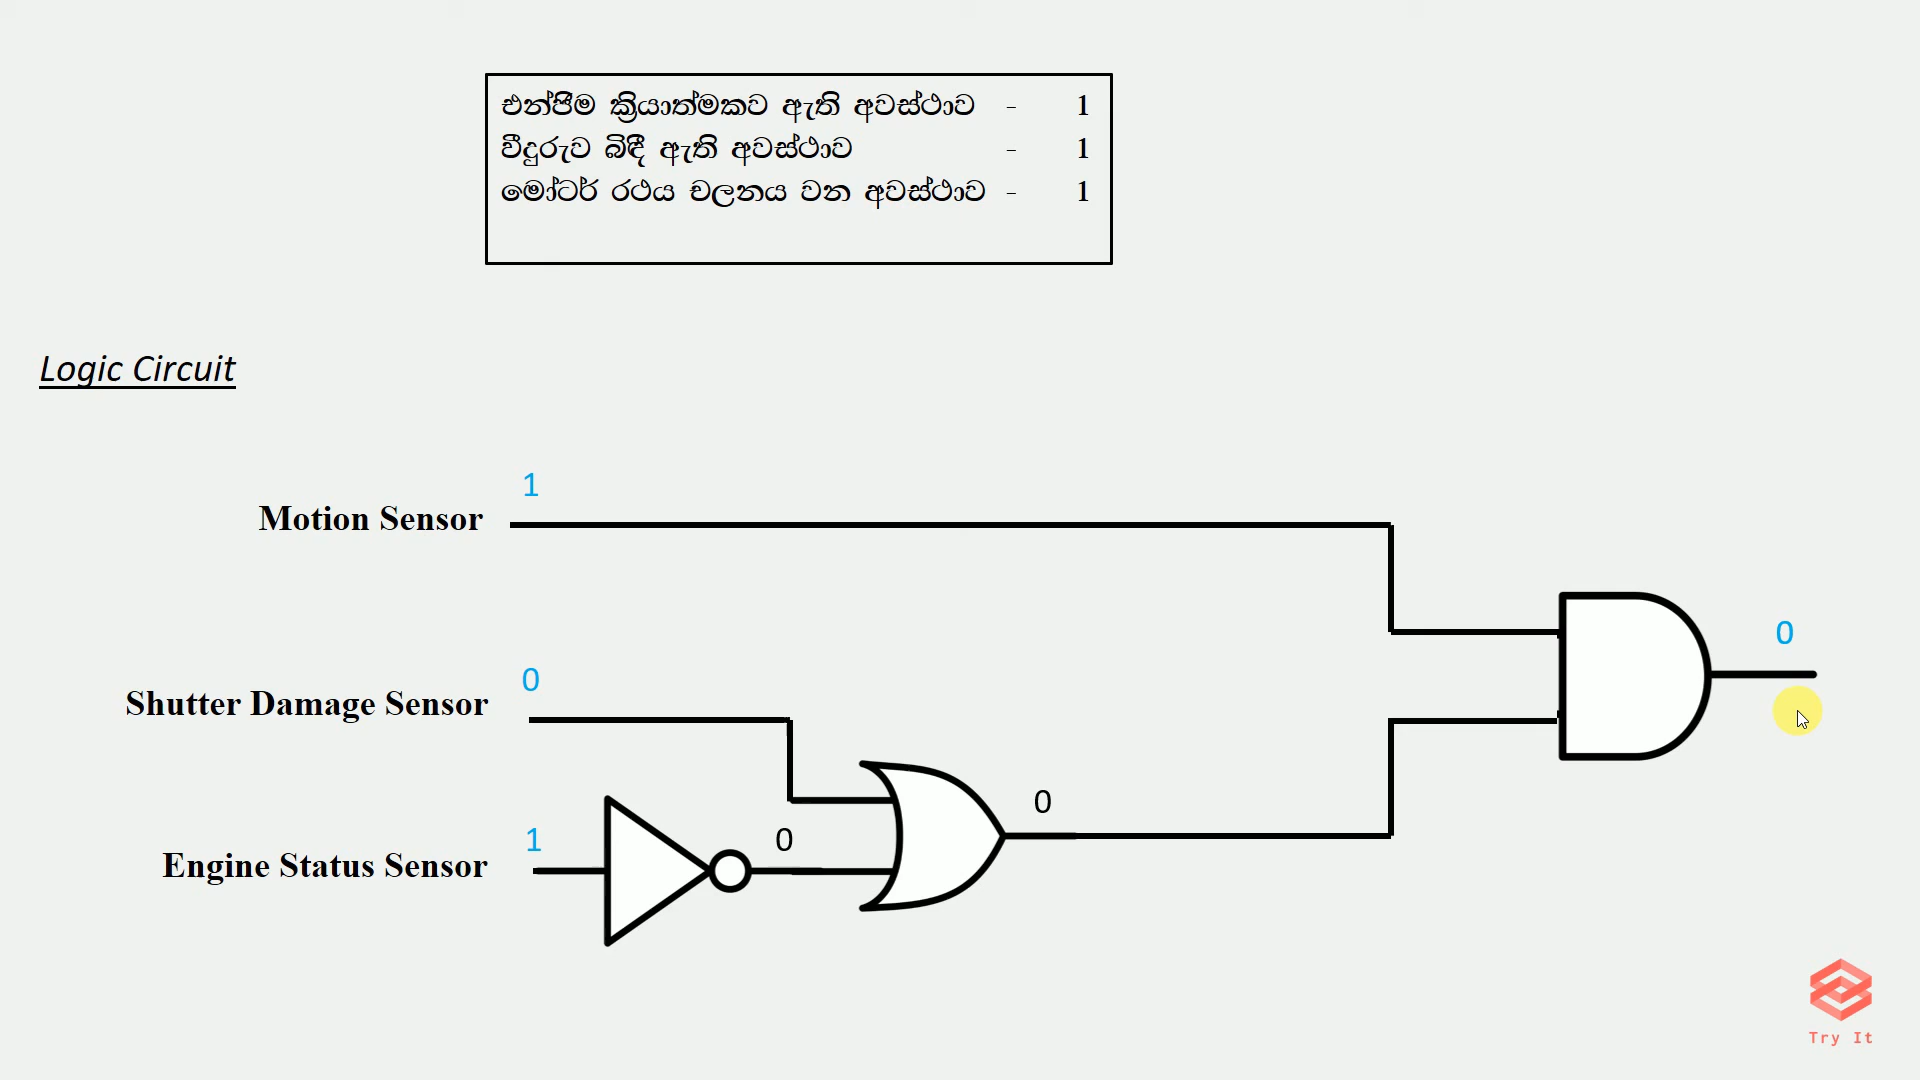 එන්ජිම ක්‍රියාත්මකව ඇති අවස්ථාව - 1
වීදුරුව බිඳී ඇති අවස්ථාව - 1
මෝටර් රථය චලනය වන අවස්ථාව - 1
Logic Circuit
1
Motion Sensor
0
0
Shutter Damage Sensor
0
1
0
Engine Status Sensor
Try It